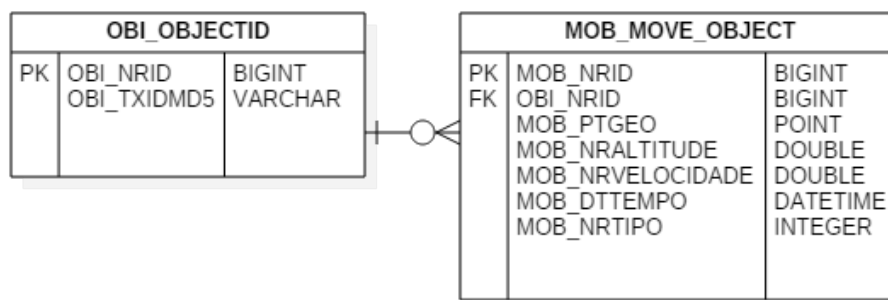 OBI_OBJECTID
PK OBI_NRID BIGINT
OBI_TXIDMD5 VARCHAR
MOB_MOVE_OBJECT
PK MOB_NRID BIGINT
FK OBI_NRID BIGINT
MOB_PTGEO POINT
MOB_NRALTITUDE DOUBLE
MOB_NRVELOCIDADE DOUBLE
MOB_DTTEMPO DATETIME
MOB_NRTIPO INTEGER